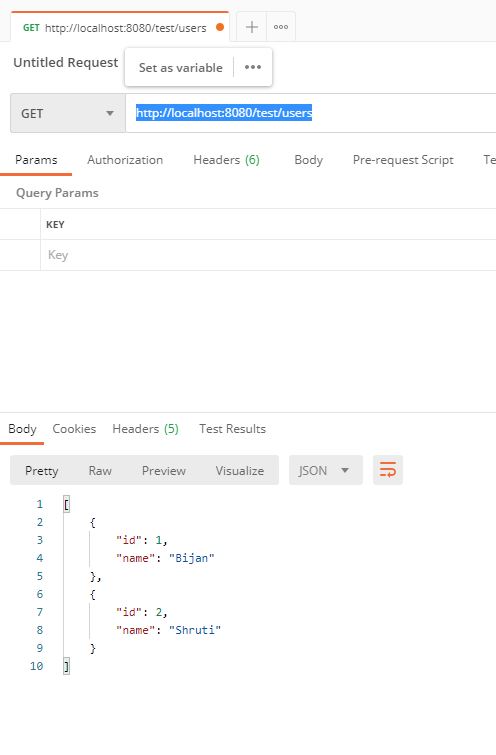 GET http://localhost:8080/test/users
Untitled Request
Set as variable
GET http://localhost:8080/test/users
Params Authorization Headers (6) Body Pre-request Script Te
Query Params
KEY
Key
Body Cookies Headers (5) Test Results
Pretty Raw Preview Visualize JSON
1 [
2 {
3 "id": 1,
4 "name": "Bijan"
5 },
6 {
7 "id": 2,
8 "name": "Shruti"
9 }
10 ]